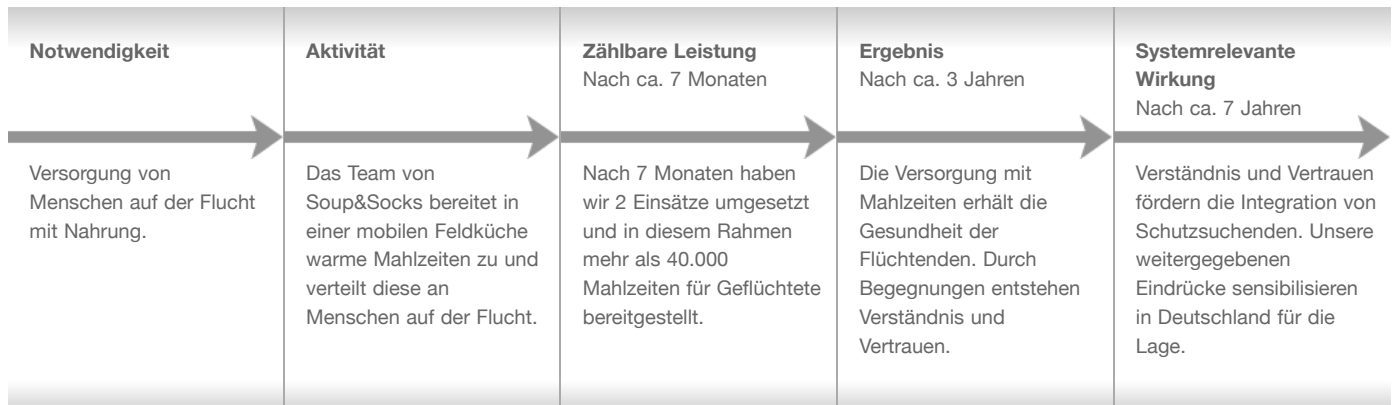 Notwendigkeit
Versorgung von
Menschen auf der Flucht
mit Nahrung.
Aktivität
Das Team von
Soup&Socks bereitet in
einer mobilen Feldküche
warme Mahlzeiten zu und
verteilt diese an
Menschen auf der Flucht.
Zählbare Leistung
Nach ca. 7 Monaten
Nach 7 Monaten haben
wir 2 Einsätze umgesetzt
und in diesem Rahmen
mehr als 40.000
Mahlzeiten für Geflüchtete
bereitgestellt.
Ergebnis
Nach ca. 3 Jahren
Die Versorgung mit
Mahlzeiten erhält die
Gesundheit der
Flüchtenden. Durch
Begegnungen entstehen
Verständnis und
Vertrauen.
Systemrelevante
Wirkung
Nach ca. 7 Jahren
Verständnis und Vertrauen
fördern die Integration von
Schutzsuchenden. Unsere
weitergegebenen
Eindrücke sensibilisieren
in Deutschland für die
Lage.